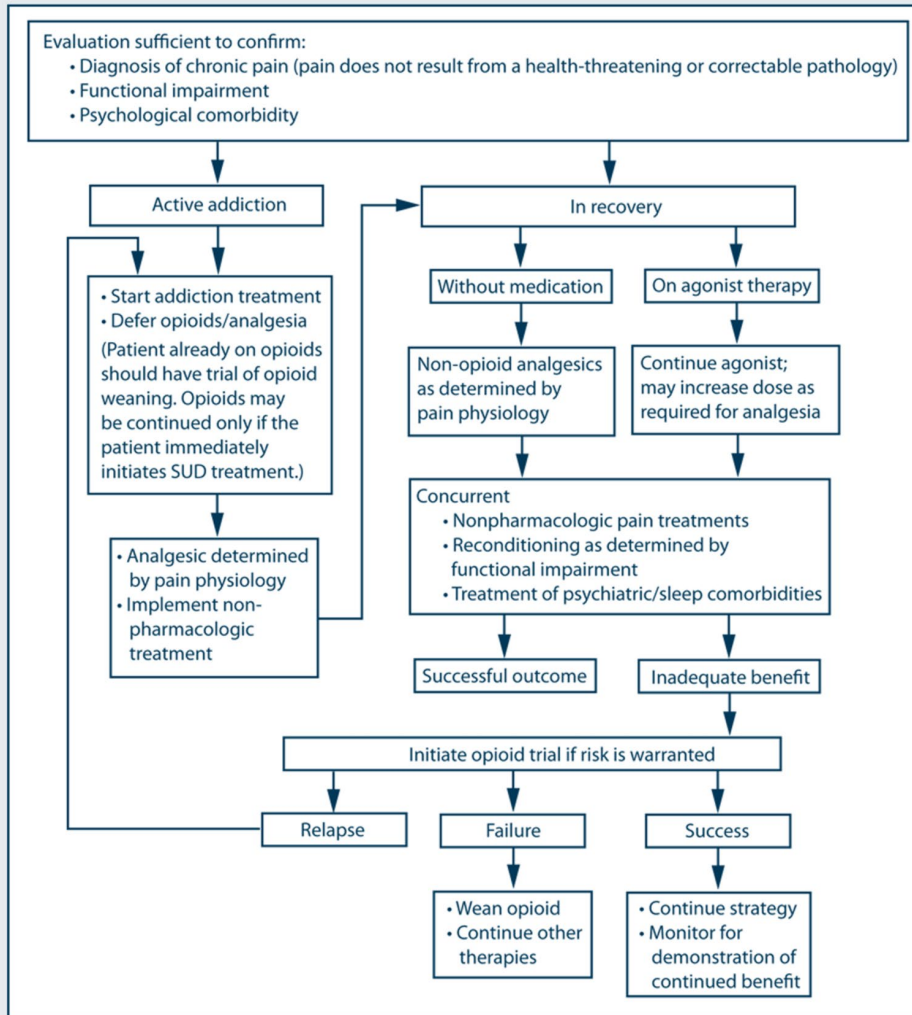 Evaluation sufficient to confirm:
• Diagnosis of chronic pain (pain does not result from a health-threatening or correctable pathology)
• Functional impairment
• Psychological comorbidity
Active addiction
In recovery
• Start addiction treatment
• Defer opioids/analgesia
(Patient already on opioids
should have trial of opioid
weaning. Opioids may
be continued only if the
patient immediately
initiates SUD treatment.)
Without medication
On agonist therapy
Non-opioid analgesics
as determined by
pain physiology
Continue agonist;
may increase dose as
required for analgesia
• Analgesic determined
by pain physiology
• Implement non-
pharmacologic
treatment
Concurrent
• Nonpharmacologic pain treatments
• Reconditioning as determined by
functional impairment
• Treatment of psychiatric/sleep comorbidities
Successful outcome
Inadequate benefit
Initiate opioid trial if risk is warranted
Relapse
Failure
Success
• Wean opioid
• Continue other
therapies
• Continue strategy
• Monitor for
demonstration of
continued benefit